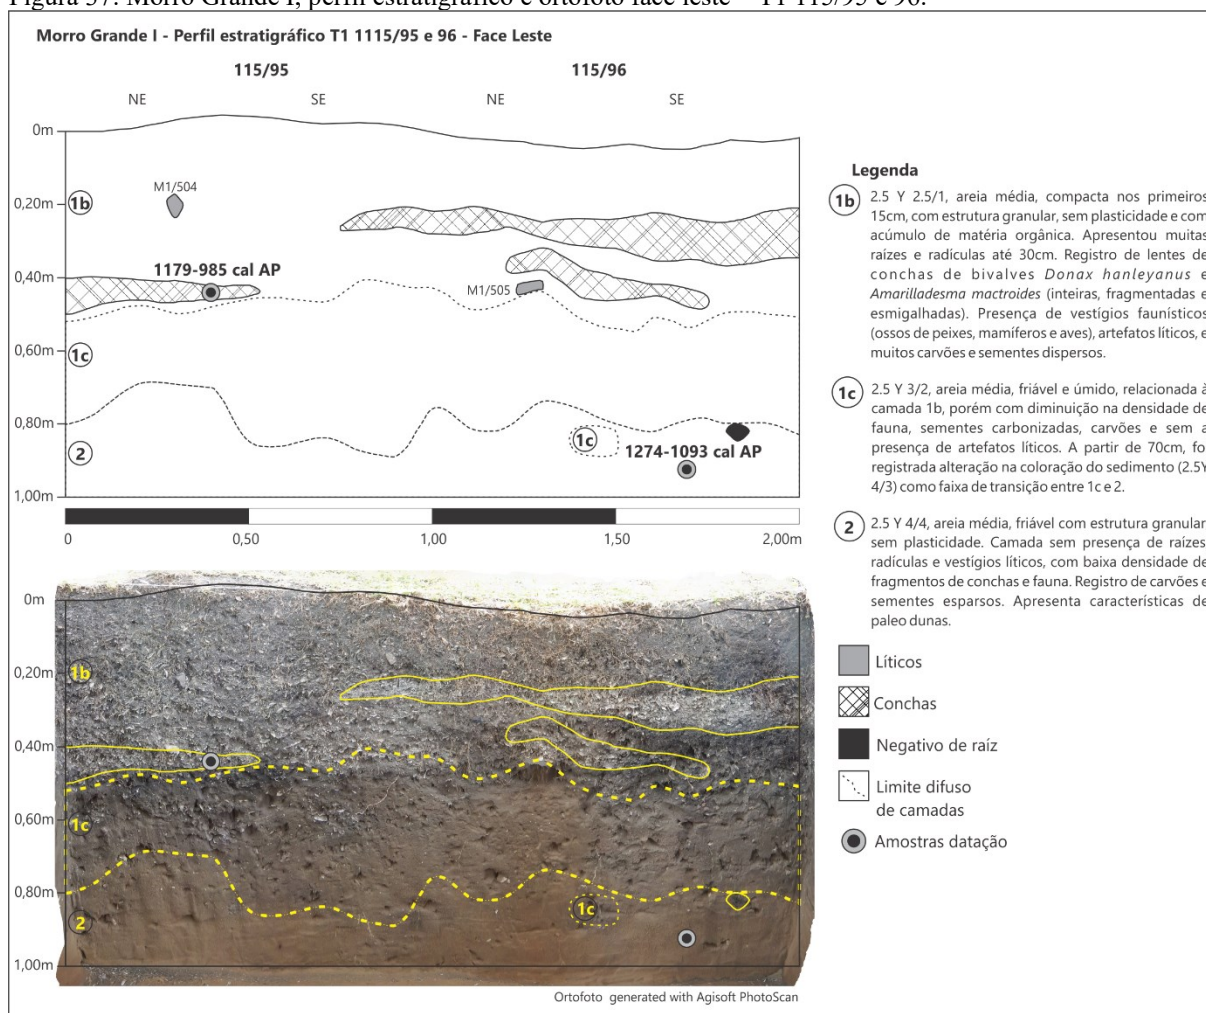 Figura 37: Morro Grande I, perfil estratigráfico e ortofoto face leste – T1 115/95 e 96.
Morro Grande I - Perfil estratigráfico T1 1115/95 e 96 - Face Leste
115/95
115/96
NE
SE
NE
SE
0m
0,20m
0,40m
0,60m
0,80m
1,00m
1b
M1/504
1179-985 cal AP
M1/505
1c
2
1c
1274-1093 cal AP
0
0,50
1,00
1,50
2,00m
Legenda
1b
2.5 Y 2.5/1, areia média, compacta nos primeiros
15cm, com estrutura granular, sem plasticidade e com
acúmulo de matéria orgânica. Apresentou muitas
raízes e radículas até 30cm. Registro de lentes de
conchas de bivalves Donax hanleyanus e
Amarilladesma mactroides (inteiras, fragmentadas e
esmigalhadas). Presença de vestígios faunísticos
(ossos de peixes, mamíferos e aves), artefatos líticos, e
muitos carvões e sementes dispersos.
1c
2.5 Y 3/2, areia média, friável e úmido, relacionada à
camada 1b, porém com diminuição na densidade de
fauna, sementes carbonizadas, carvões e sem a
presença de artefatos líticos. A partir de 70cm, fo
registrada alteração na coloração do sedimento (2.5Y
4/3) como faixa de transição entre 1c e 2.
2
2.5 Y 4/4, areia média, friável com estrutura granular
sem plasticidade. Camada sem presença de raízes
radículas e vestígios líticos, com baixa densidade de
fragmentos de conchas e fauna. Registro de carvões e
sementes esparsos. Apresenta características de
paleo dunas.
Líticos
Conchas
Negativo de raíz
Limite difuso
de camadas
Amostras datação
0m
0,20m
0,40m
0,60m
0,80m
1,00m
1b
1c
2
1c
Ortofoto generated with Agisoft PhotoScan